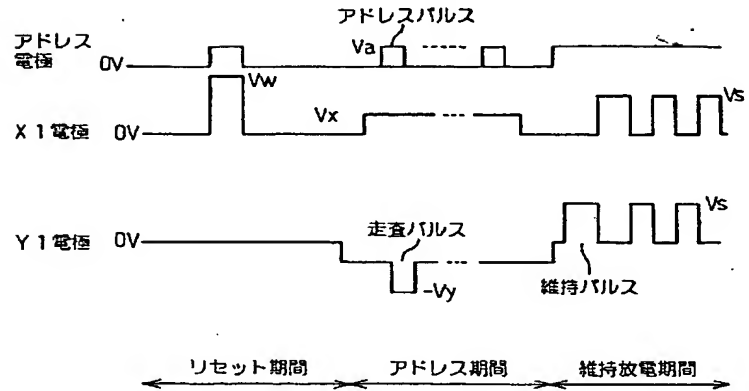 アドレスパルス
アドレス
電極
0V
Va
Vw
X1電極
0V
Vx
Vs
Y1電極
0V
走査パルス
-Vy
Vs
維持パルス
リセット期間
アドレス期間
維持放電期間